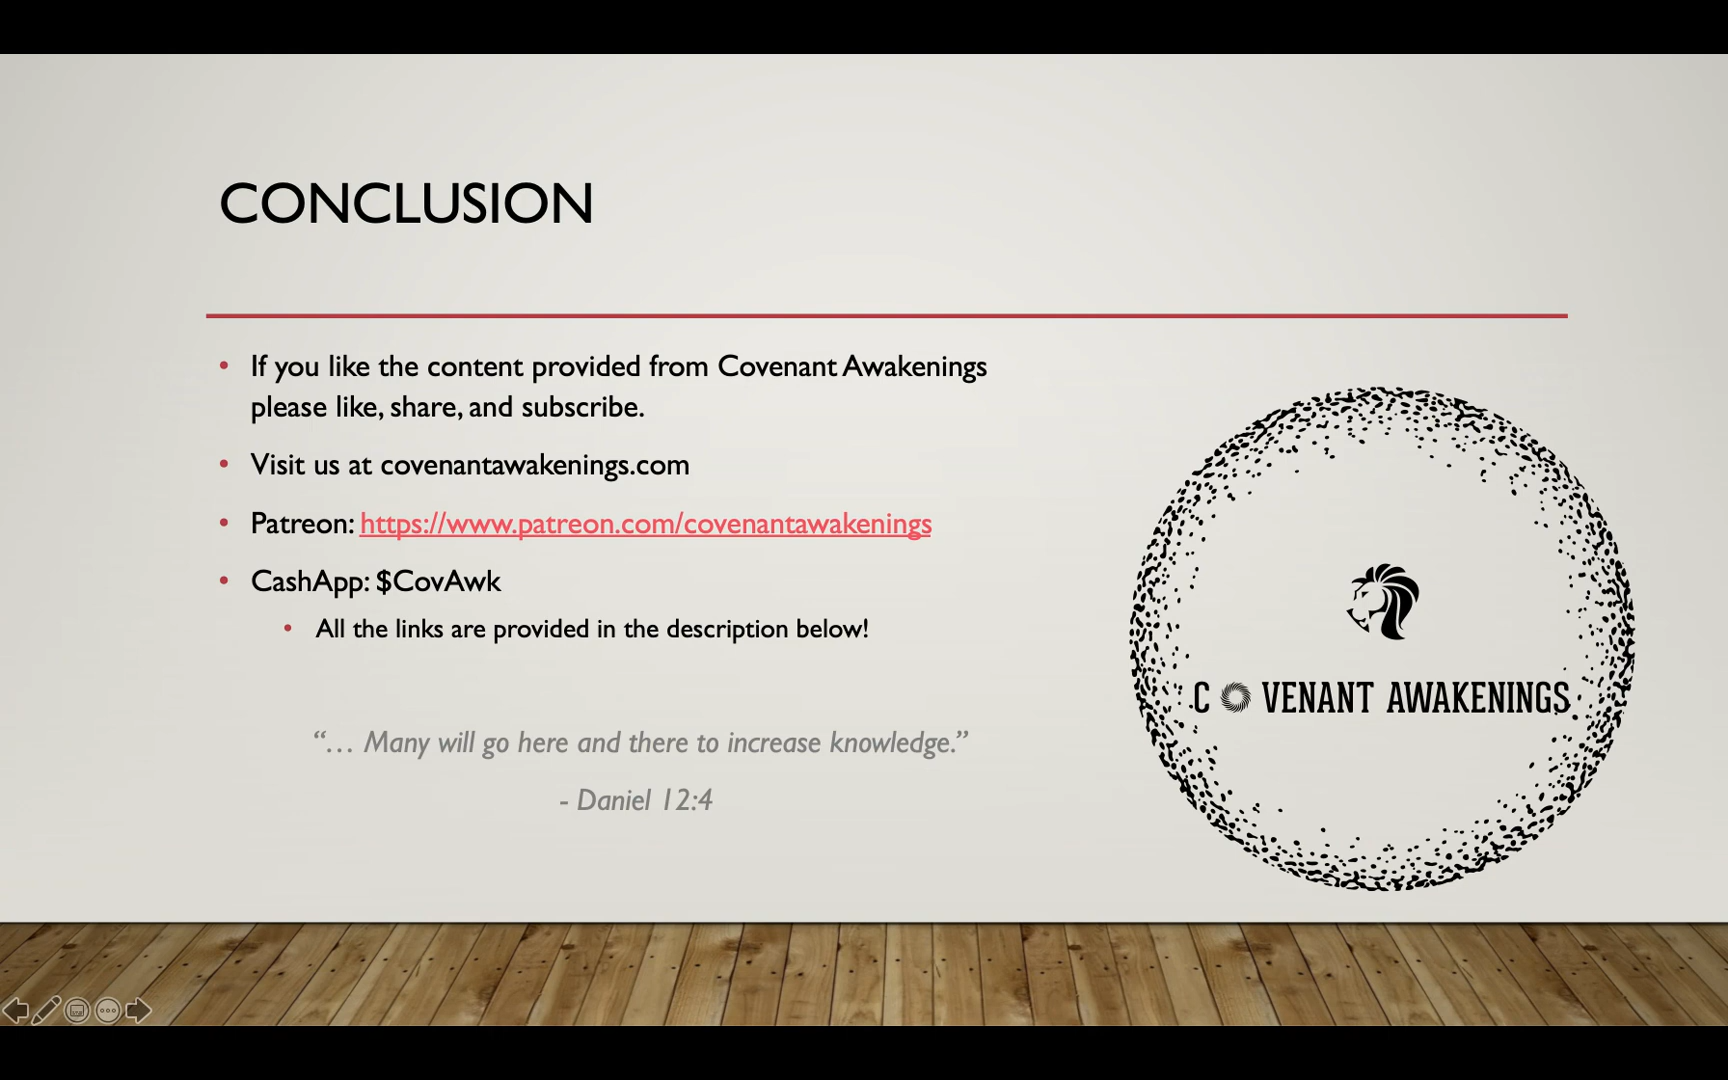 CONCLUSION
• If you like the content provided from Covenant Awakenings
please like, share, and subscribe.
• Visit us at covenantawakenings.com
• Patreon: https://www.patreon.com/covenantawakenings
• CashApp: $CovAwk
• All the links are provided in the description below!
“… Many will go here and there to increase knowledge.”
- Daniel 12:4
COVENANT AWAKENINGS